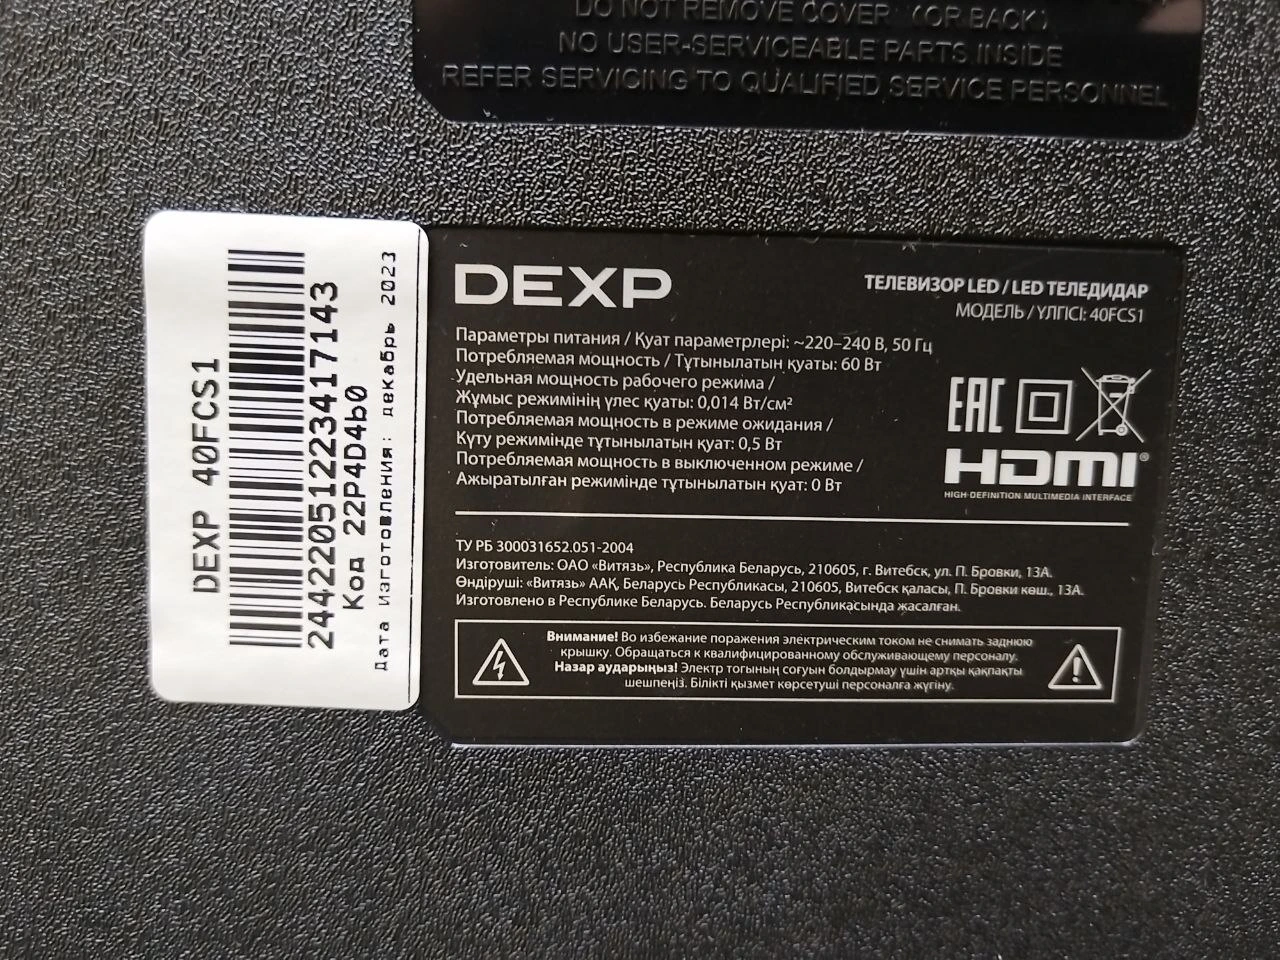 DO NOT REMOVE COVER (OR BACK)
NO USER-SERVICEABLE PARTS INSIDE
REFER SERVICING TO QUALIFIED SERVICE PERSONNEL
DEXP 40FCS1
24422051223417143
Код 22P4D4b0
Дата Изготовления: декабрь 2023
DEXP
ТЕЛЕВИЗОР LED / LED ТЕЛЕДИДАР
МОДЕЛЬ / ҮЛГІСІ: 40FCS1
Параметры питания / Қуат параметрлері: ~220–240 В, 50 Гц
Потребляемая мощность / Тұтынылатын қуаты: 60 Вт
Удельная мощность рабочего режима /
Жұмыс режимінің үлес қуаты: 0,014 Вт/см²
Потребляемая мощность в режиме ожидания /
Күту режимінде тұтынылатын қуат: 0,5 Вт
Потребляемая мощность в выключенном режиме /
Ажыратылған режимінде тұтынылатын қуат: 0 Вт
EAC
HDMI®
HIGH-DEFINITION MULTIMEDIA INTERFACE
ТУ РБ 300031652.051-2004
Изготовитель: ОАО «Витязь», Республика Беларусь, 210605, г. Витебск, ул. П. Бровки, 13А.
Өндіруші: «Витязь» ААҚ, Беларусь Республикасы, 210605, Витебск қаласы, П. Бровки көш., 13А.
Изготовлено в Республике Беларусь. Беларусь Республикасында жасалған.
Внимание! Во избежание поражения электрическим током не снимать заднюю
крышку. Обращаться к квалифицированному обслуживающему персоналу.
Назар аударыңыз! Электр тогының соғуын болдырмау үшін артқы қақпақты
шешпеңіз. Білікті қызмет көрсетуші персоналға жүгіну.